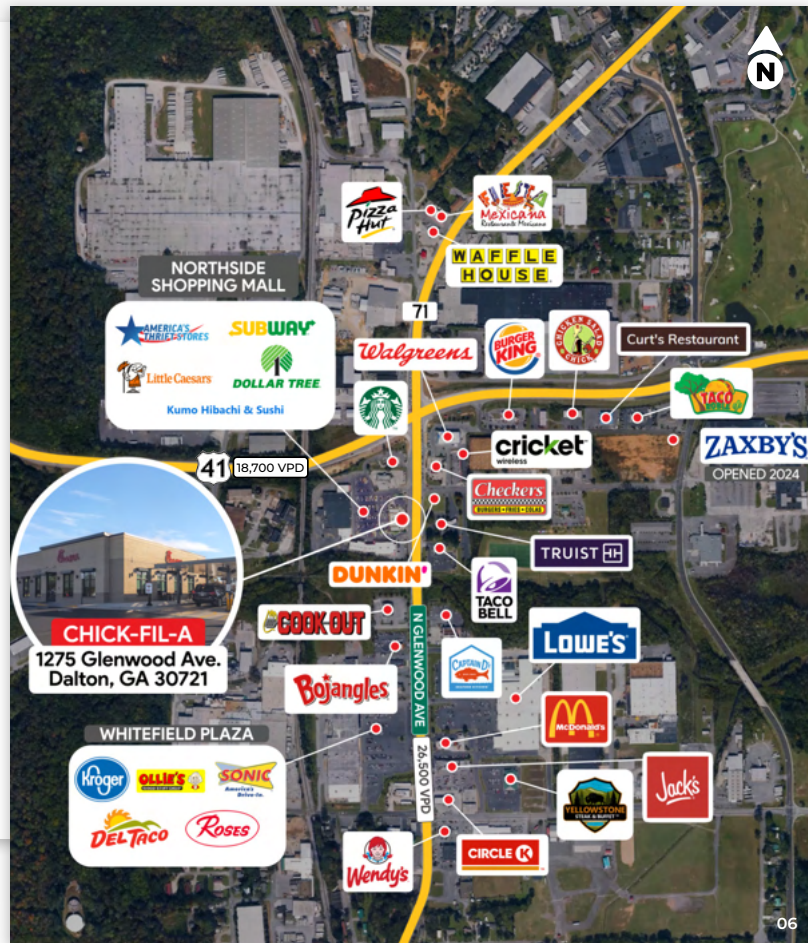 N
Pizza
Hut
FIESTA
Mexicana
Restaurante Mexicano
WAFFLE
HOUSE
NORTHSIDE
SHOPPING MALL
71
AMERICA'S
THRIFT STORES
SUBWAY
Little Caesars
DOLLAR TREE
Kumo Hibachi & Sushi
Walgreens
BURGER
KING
CHICKEN SALAD
CHICK
Curt's Restaurant
TACO
41
18,700 VPD
cricket
wireless
ZAXBY'S
OPENED 2024
Checkers
BURGERS • FRIES • COLAS
TRUIST
DUNKIN'
TACO
BELL
CHICK-FIL-A
1275 Glenwood Ave.
Dalton, GA 30721
COOK-OUT
N GLENWOOD AVE
CAPTAIN D'S
LOWE'S
Bojangles
McDonald's
WHITEFIELD PLAZA
Kroger
OLLIE'S
SONIC
America's
Drive-In.
DEL TACO
ROSES
26,500 VPD
YELLOWSTONE
STEAK & BUFFET
Jack's
Wendy's
CIRCLE K
06